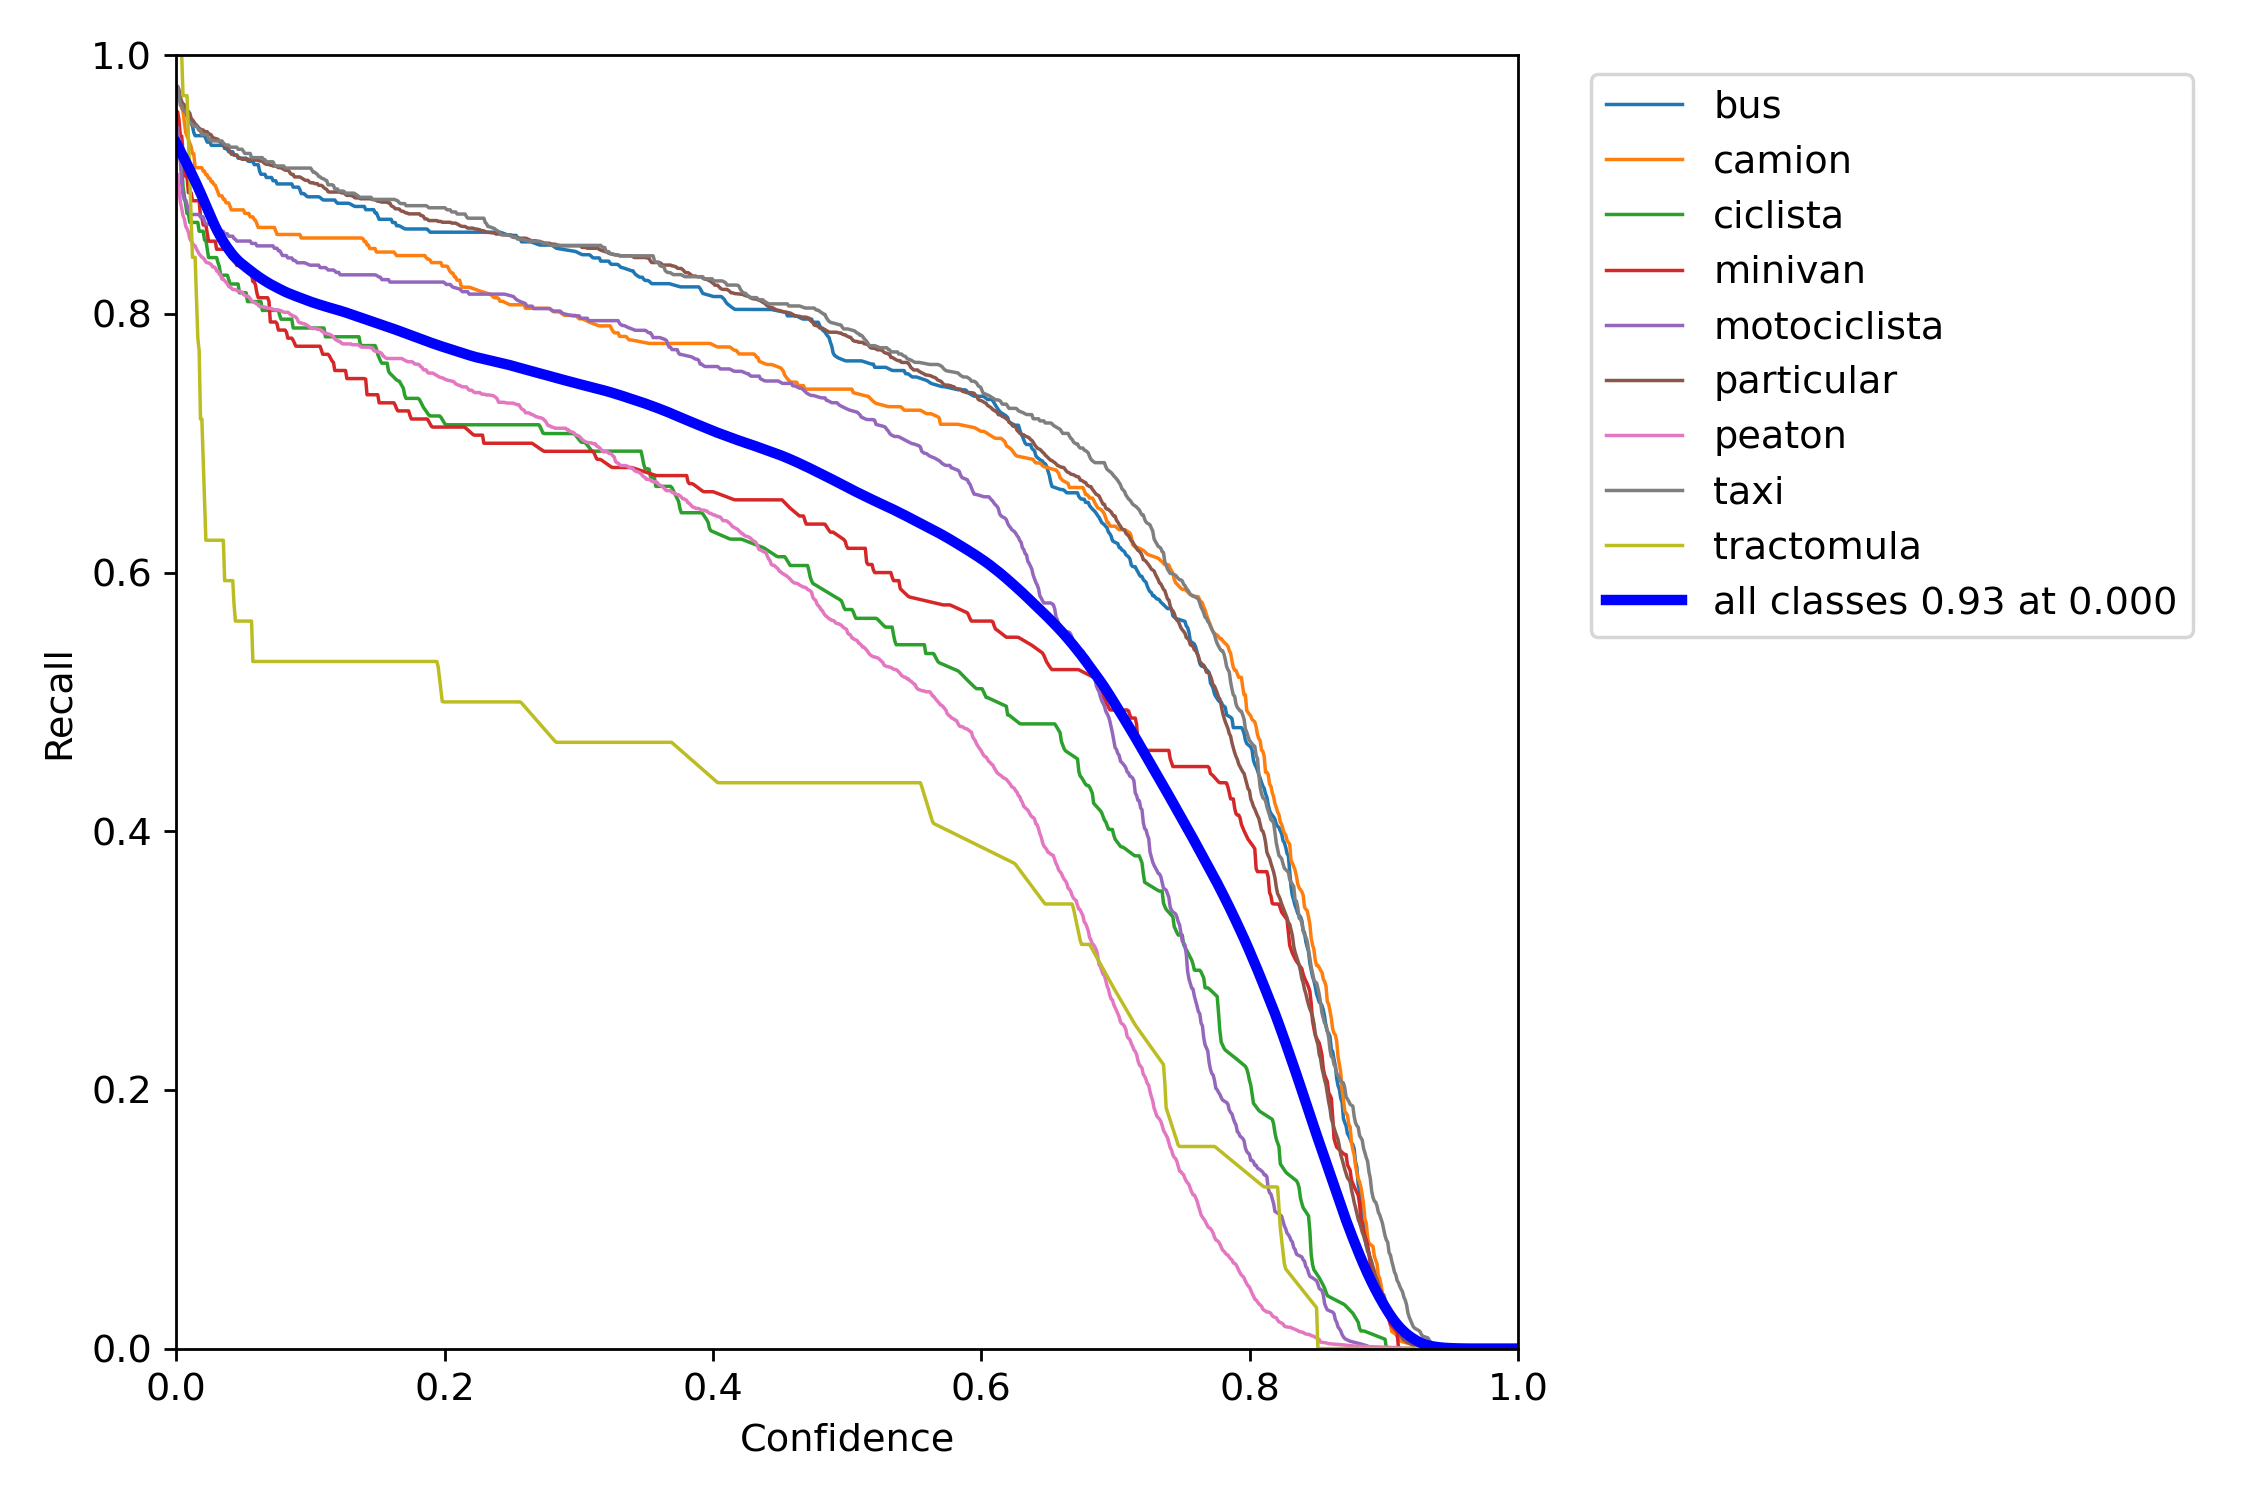 1.0
0.8
0.6
0.4
0.2
0.0
Recall
0.0 0.2 0.4 0.6 0.8 1.0
Confidence
bus
camion
ciclista
minivan
motociclista
particular
peaton
taxi
tractomula
all classes 0.93 at 0.000